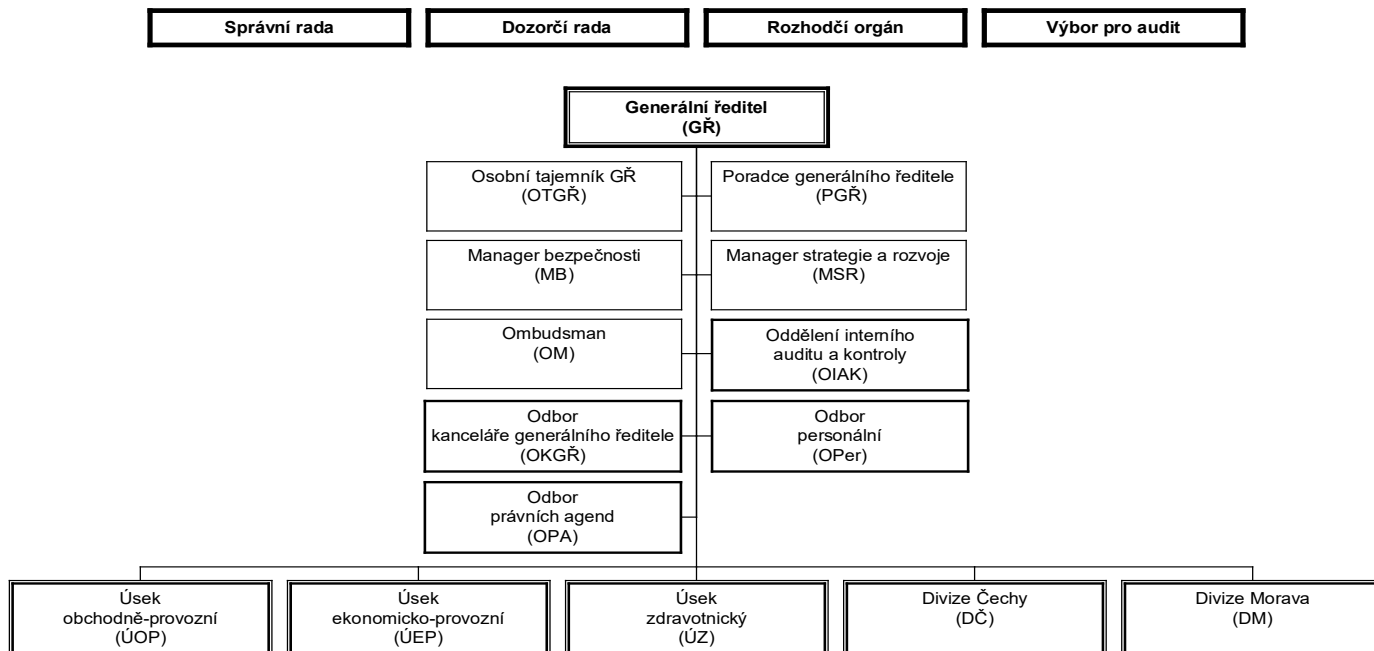 Správní rada
Dozorčí rada
Rozhodčí orgán
Výbor pro audit
Generální ředitel
(GŘ)
Osobní tajemník GŘ
(OTGŘ)
Poradce generálního ředitele
(PGŘ)
Manager bezpečnosti
(MB)
Manager strategie a rozvoje
(MSR)
Ombudsman
(OM)
Oddělení interního
auditu a kontroly
(OIAK)
Odbor
kanceláře generálního ředitele
(OKGŘ)
Odbor
personální
(OPer)
Odbor
právních agend
(OPA)
Úsek
obchodně-provozní
(ÚOP)
Úsek
ekonomicko-provozní
(ÚEP)
Úsek
zdravotnický
(ÚZ)
Divize Čechy
(DČ)
Divize Morava
(DM)